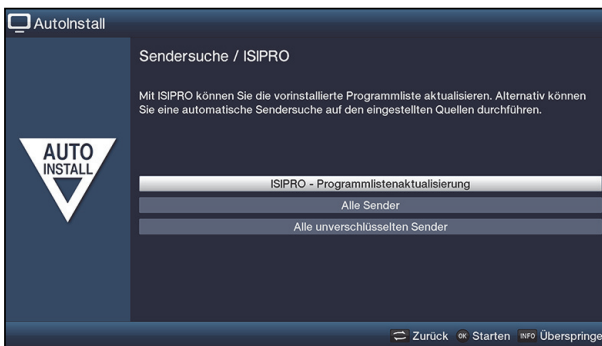 AutoInstall
Sendersuche / ISIPRO
Mit ISIPRO können Sie die vorinstallierte Programmliste aktualisieren. Alternativ können
Sie eine automatische Sendersuche auf den eingestellten Quellen durchführen.
AUTO
INSTALL
ISIPRO - Programmlistenaktualisierung
Alle Sender
Alle unverschlüsselten Sender
Zurück OK Starten INFO Überspringe